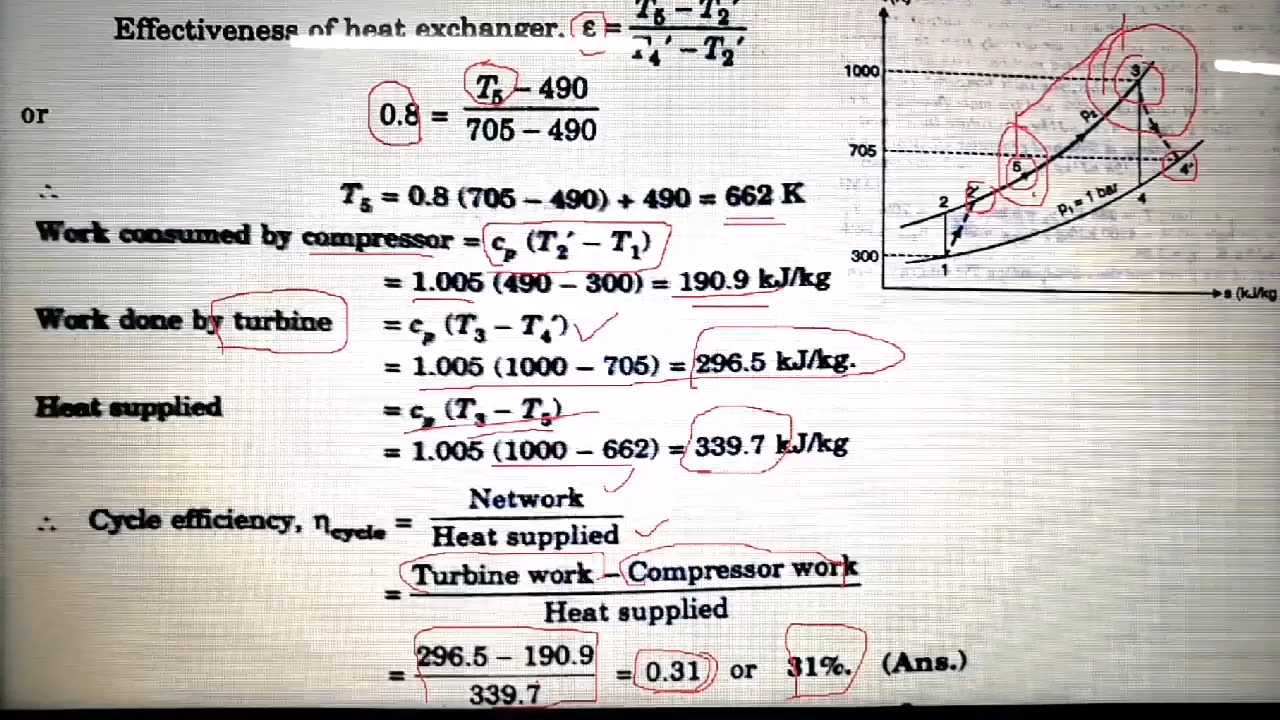 Effectiveness of heat exchanger. ε = T₅ − T₂′ / T₄′ − T₂′
or 0.8 = T₅ − 490 / 705 − 490
∴ T₅ = 0.8 (705 − 490) + 490 = 662 K
Work consumed by compressor = cₚ (T₂′ − T₁)
= 1.005 (490 − 300) = 190.9 kJ/kg
Work done by turbine = cₚ (T₃ − T₄′)
= 1.005 (1000 − 705) = 296.5 kJ/kg.
Heat supplied = cₚ (T₃ − T₅)
= 1.005 (1000 − 662) = 339.7 kJ/kg
∴ Cycle efficiency, η_cycle = Network / Heat supplied
= Turbine work − Compressor work / Heat supplied
= 296.5 − 190.9 / 339.7 = 0.31 or 31%. (Ans.)
1000
3
p₂
705
5
4′
2
p₁ = 1 bar
4
300
1
s (kJ/kg